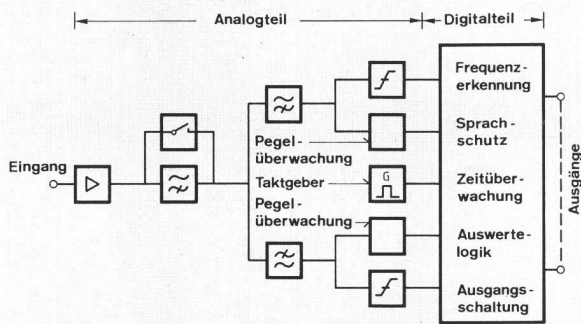 Analogteil
Digitalteil
Eingang
Pegel-
überwachung
Taktgeber
Pegel-
überwachung
G
Frequenz-
erkennung
Sprach-
schutz
Zeitüber-
wachung
Auswerte-
logik
Ausgangs-
schaltung
Ausgänge